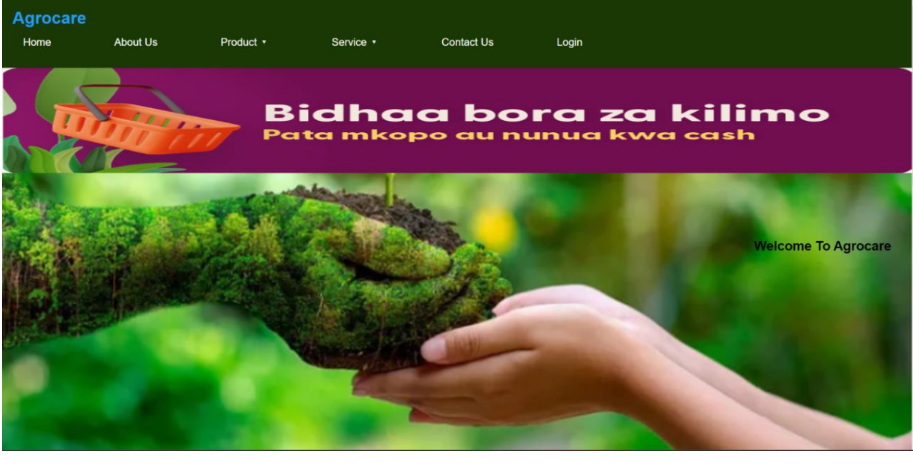 Agrocare
Home About Us Product ▾ Service ▾ Contact Us Login
Bidhaa bora za kilimo
Pata mkopo au nunua kwa cash
Welcome To Agrocare